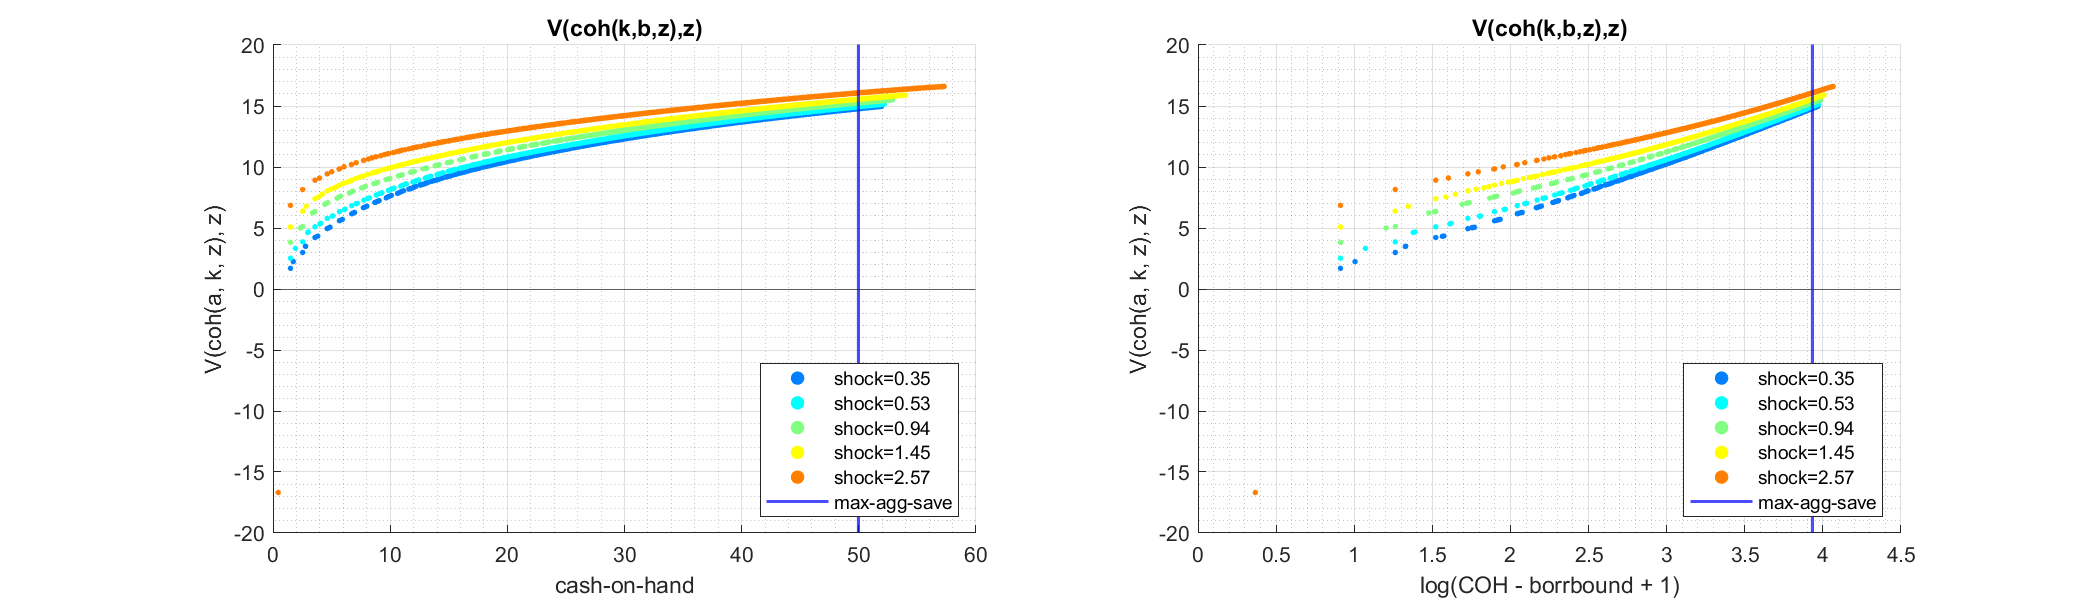 V(coh(k,b,z),z)
V(coh(a, k, z), z)
20
15
10
5
0
-5
-10
-15
-20
0
10
20
30
40
50
60
cash-on-hand
shock=0.35
shock=0.53
shock=0.94
shock=1.45
shock=2.57
max-agg-save
V(coh(k,b,z),z)
V(coh(a, k, z), z)
20
15
10
5
0
-5
-10
-15
-20
0
0.5
1
1.5
2
2.5
3
3.5
4
4.5
log(COH - borrbound + 1)
shock=0.35
shock=0.53
shock=0.94
shock=1.45
shock=2.57
max-agg-save